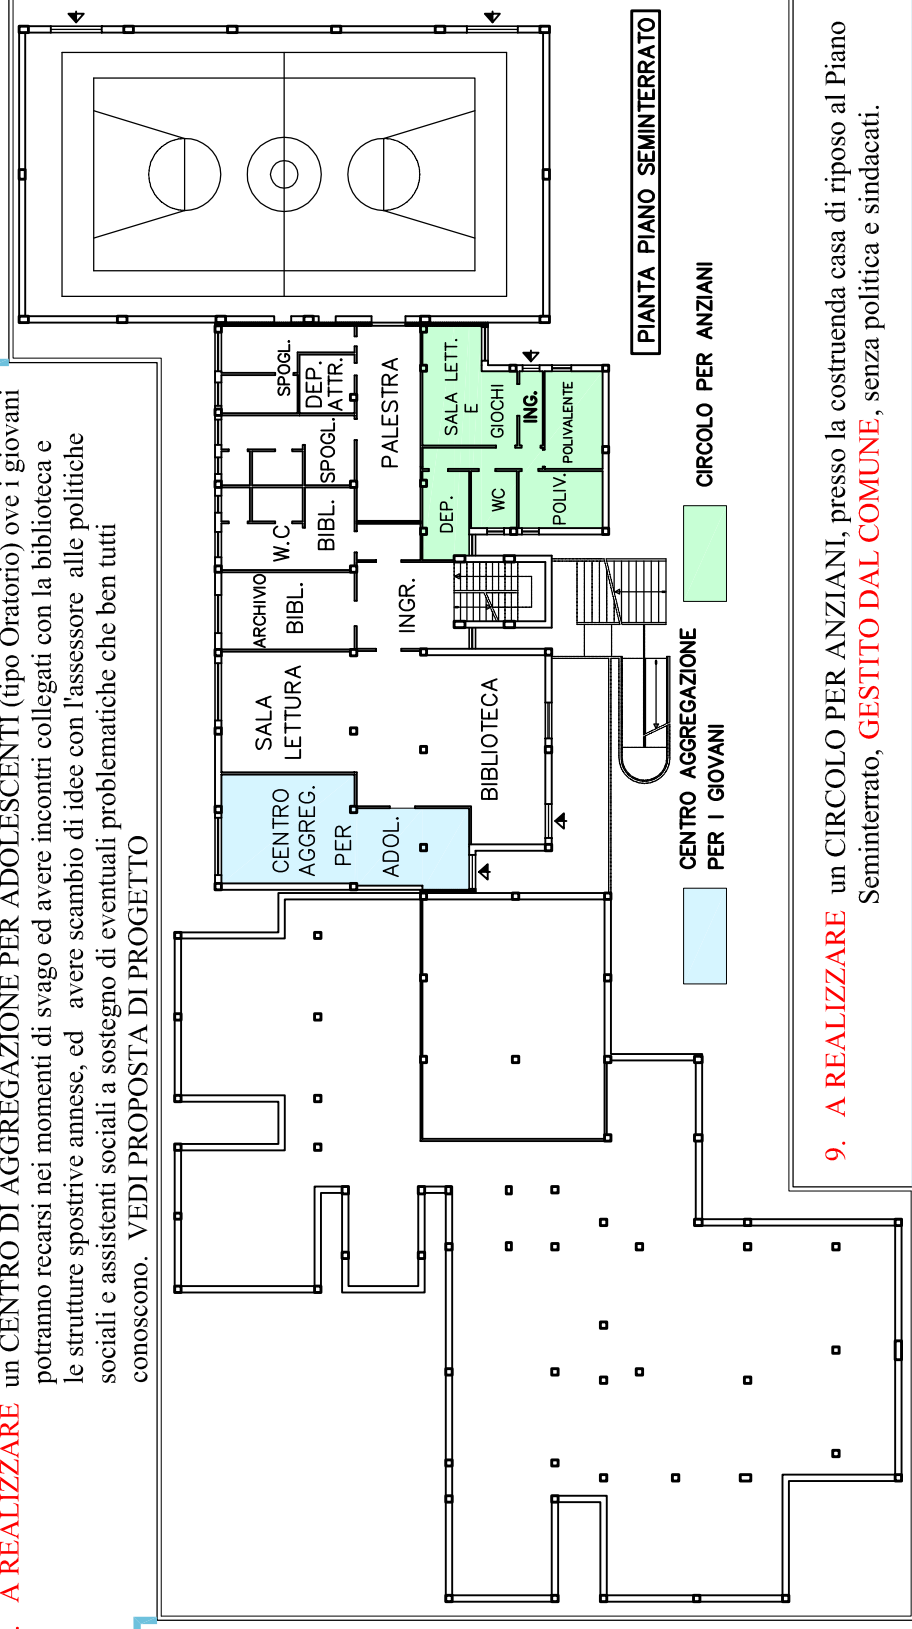 . A REALIZZARE un CENTRO DI AGGREGAZIONE PER ADOLESCENTI (tipo Oratorio) ove i giovani
potranno recarsi nei momenti di svago ed avere incontri collegati con la biblioteca e
le strutture spostrive annese, ed avere scambio di idee con l'assessore alle politiche
sociali e assistenti sociali a sostegno di eventuali problematiche che ben tutti
conoscono. VEDI PROPOSTA DI PROGETTO
CENTRO
AGGREG.
PER
ADOL.
SALA
LETTURA
BIBLIOTECA
ARCHIVIO
BIBL.
INGR.
W.C
BIBL.
SPOGL.
SPOGL.
DEP.
ATTR.
PALESTRA
SALA LETT.
E
GIOCHI
ING.
POLIVALENTE
DEP.
WC
POLIV.
PIANTA PIANO SEMINTERRATO
CENTRO AGGREGAZIONE
PER I GIOVANI
CIRCOLO PER ANZIANI
9. A REALIZZARE un CIRCOLO PER ANZIANI, presso la costruenda casa di riposo al Piano
Seminterrato, GESTITO DAL COMUNE, senza politica e sindacati.